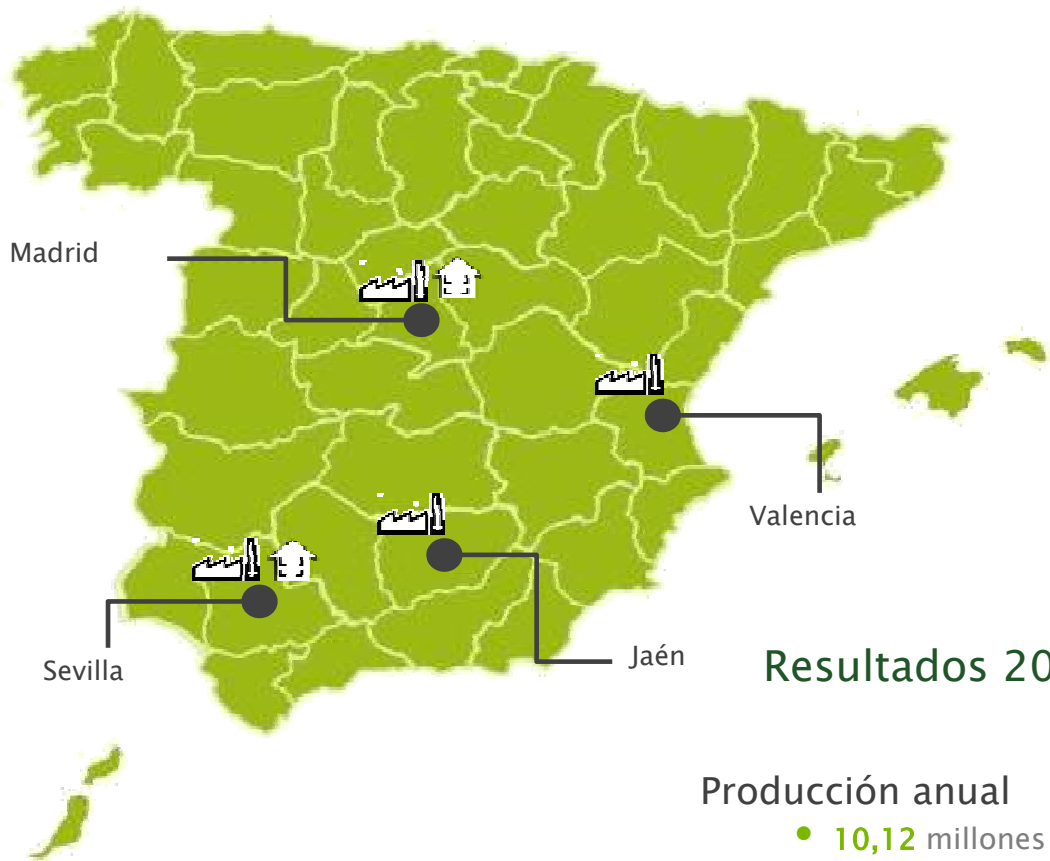 Madrid
Valencia
Jaén
Sevilla
Resultados 20
Producción anual
• 10,12 millones